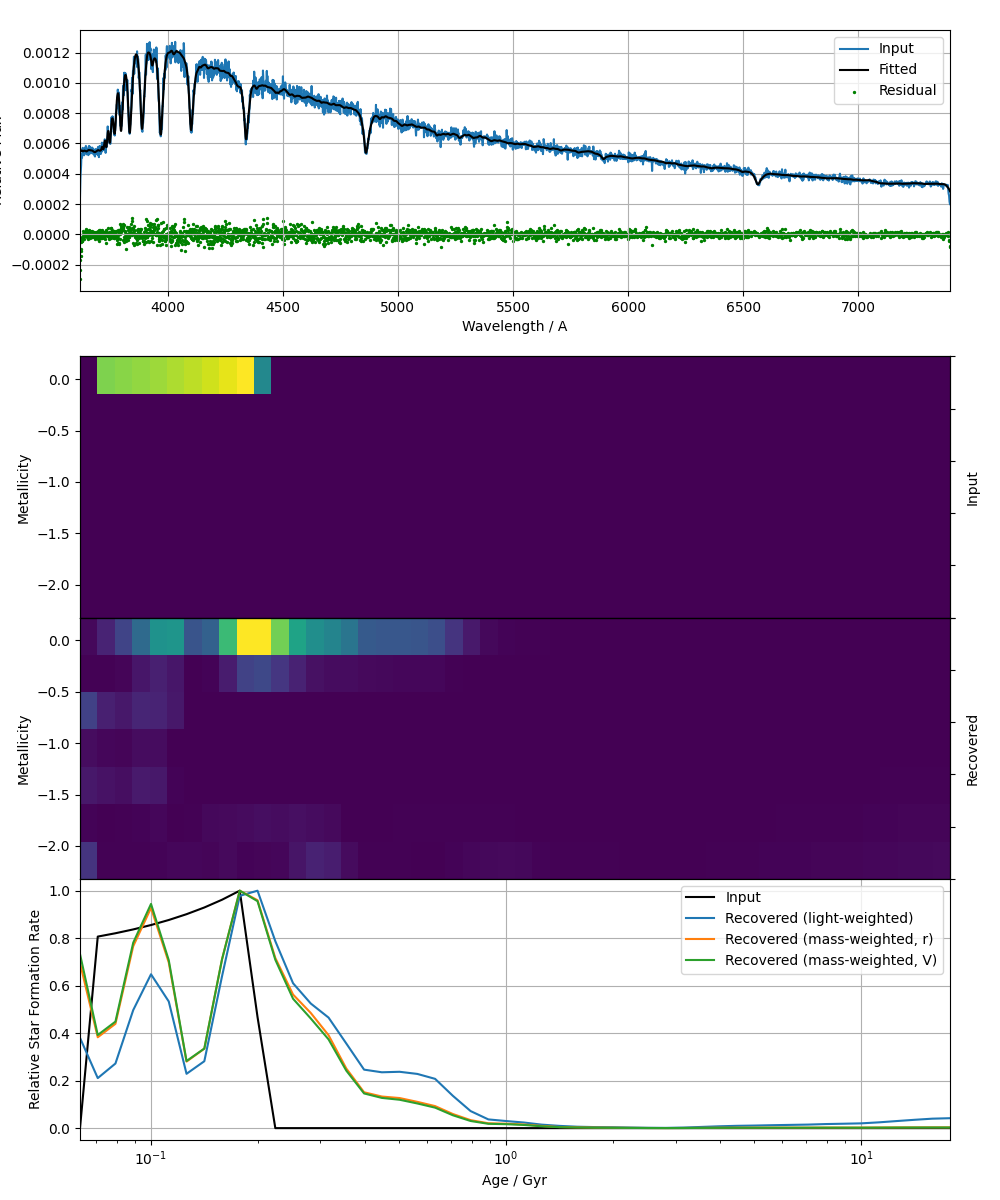 0.0012
0.0010
0.0008
0.0006
0.0004
0.0002
0.0000
−0.0002
Input
Fitted
Residual
4000 4500 5000 5500 6000 6500 7000
Wavelength / A
0.0
−0.5
−1.0
−1.5
−2.0
Metallicity
Input
0.0
−0.5
−1.0
−1.5
−2.0
Metallicity
Recovered
1.0
0.8
0.6
0.4
0.2
0.0
Relative Star Formation Rate
Input
Recovered (light-weighted)
Recovered (mass-weighted, r)
Recovered (mass-weighted, V)
10⁻¹ 10⁰ 10¹
Age / Gyr